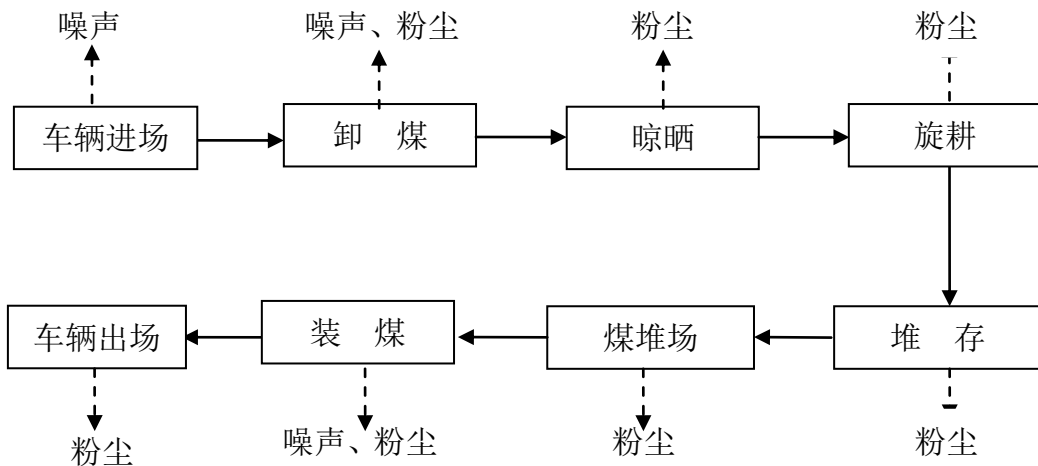 噪声 噪声、粉尘 粉尘 粉尘
车辆进场 卸 煤 晾晒 旋耕
车辆出场 装 煤 煤堆场 堆 存
粉尘 噪声、粉尘 粉尘 粉尘